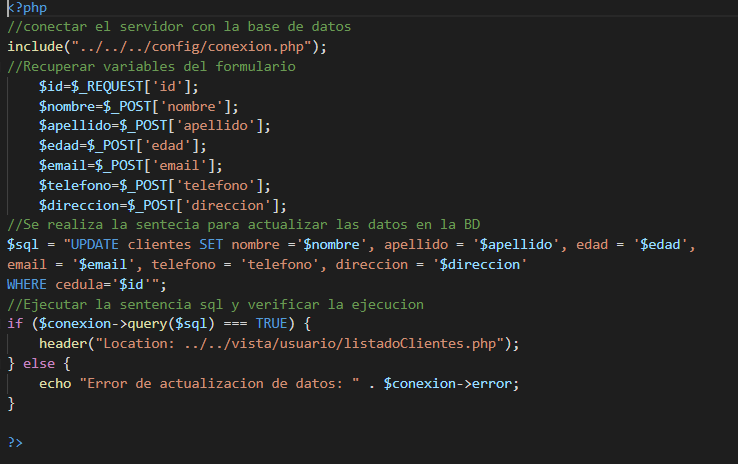 <?php
//conectar el servidor con la base de datos
include("../../../config/conexion.php");
//Recuperar variables del formulario
    $id=$_REQUEST['id'];
    $nombre=$_POST['nombre'];
    $apellido=$_POST['apellido'];
    $edad=$_POST['edad'];
    $email=$_POST['email'];
    $telefono=$_POST['telefono'];
    $direccion=$_POST['direccion'];
//Se realiza la sentecia para actualizar las datos en la BD
$sql = "UPDATE clientes SET nombre ='$nombre', apellido = '$apellido', edad = '$edad',
email = '$email', telefono = 'telefono', direccion = '$direccion'
WHERE cedula='$id'";
//Ejecutar la sentencia sql y verificar la ejecucion
if ($conexion->query($sql) === TRUE) {
    header("Location: ../../vista/usuario/listadoClientes.php");
} else {
    echo "Error de actualizacion de datos: " . $conexion->error;
}
?>